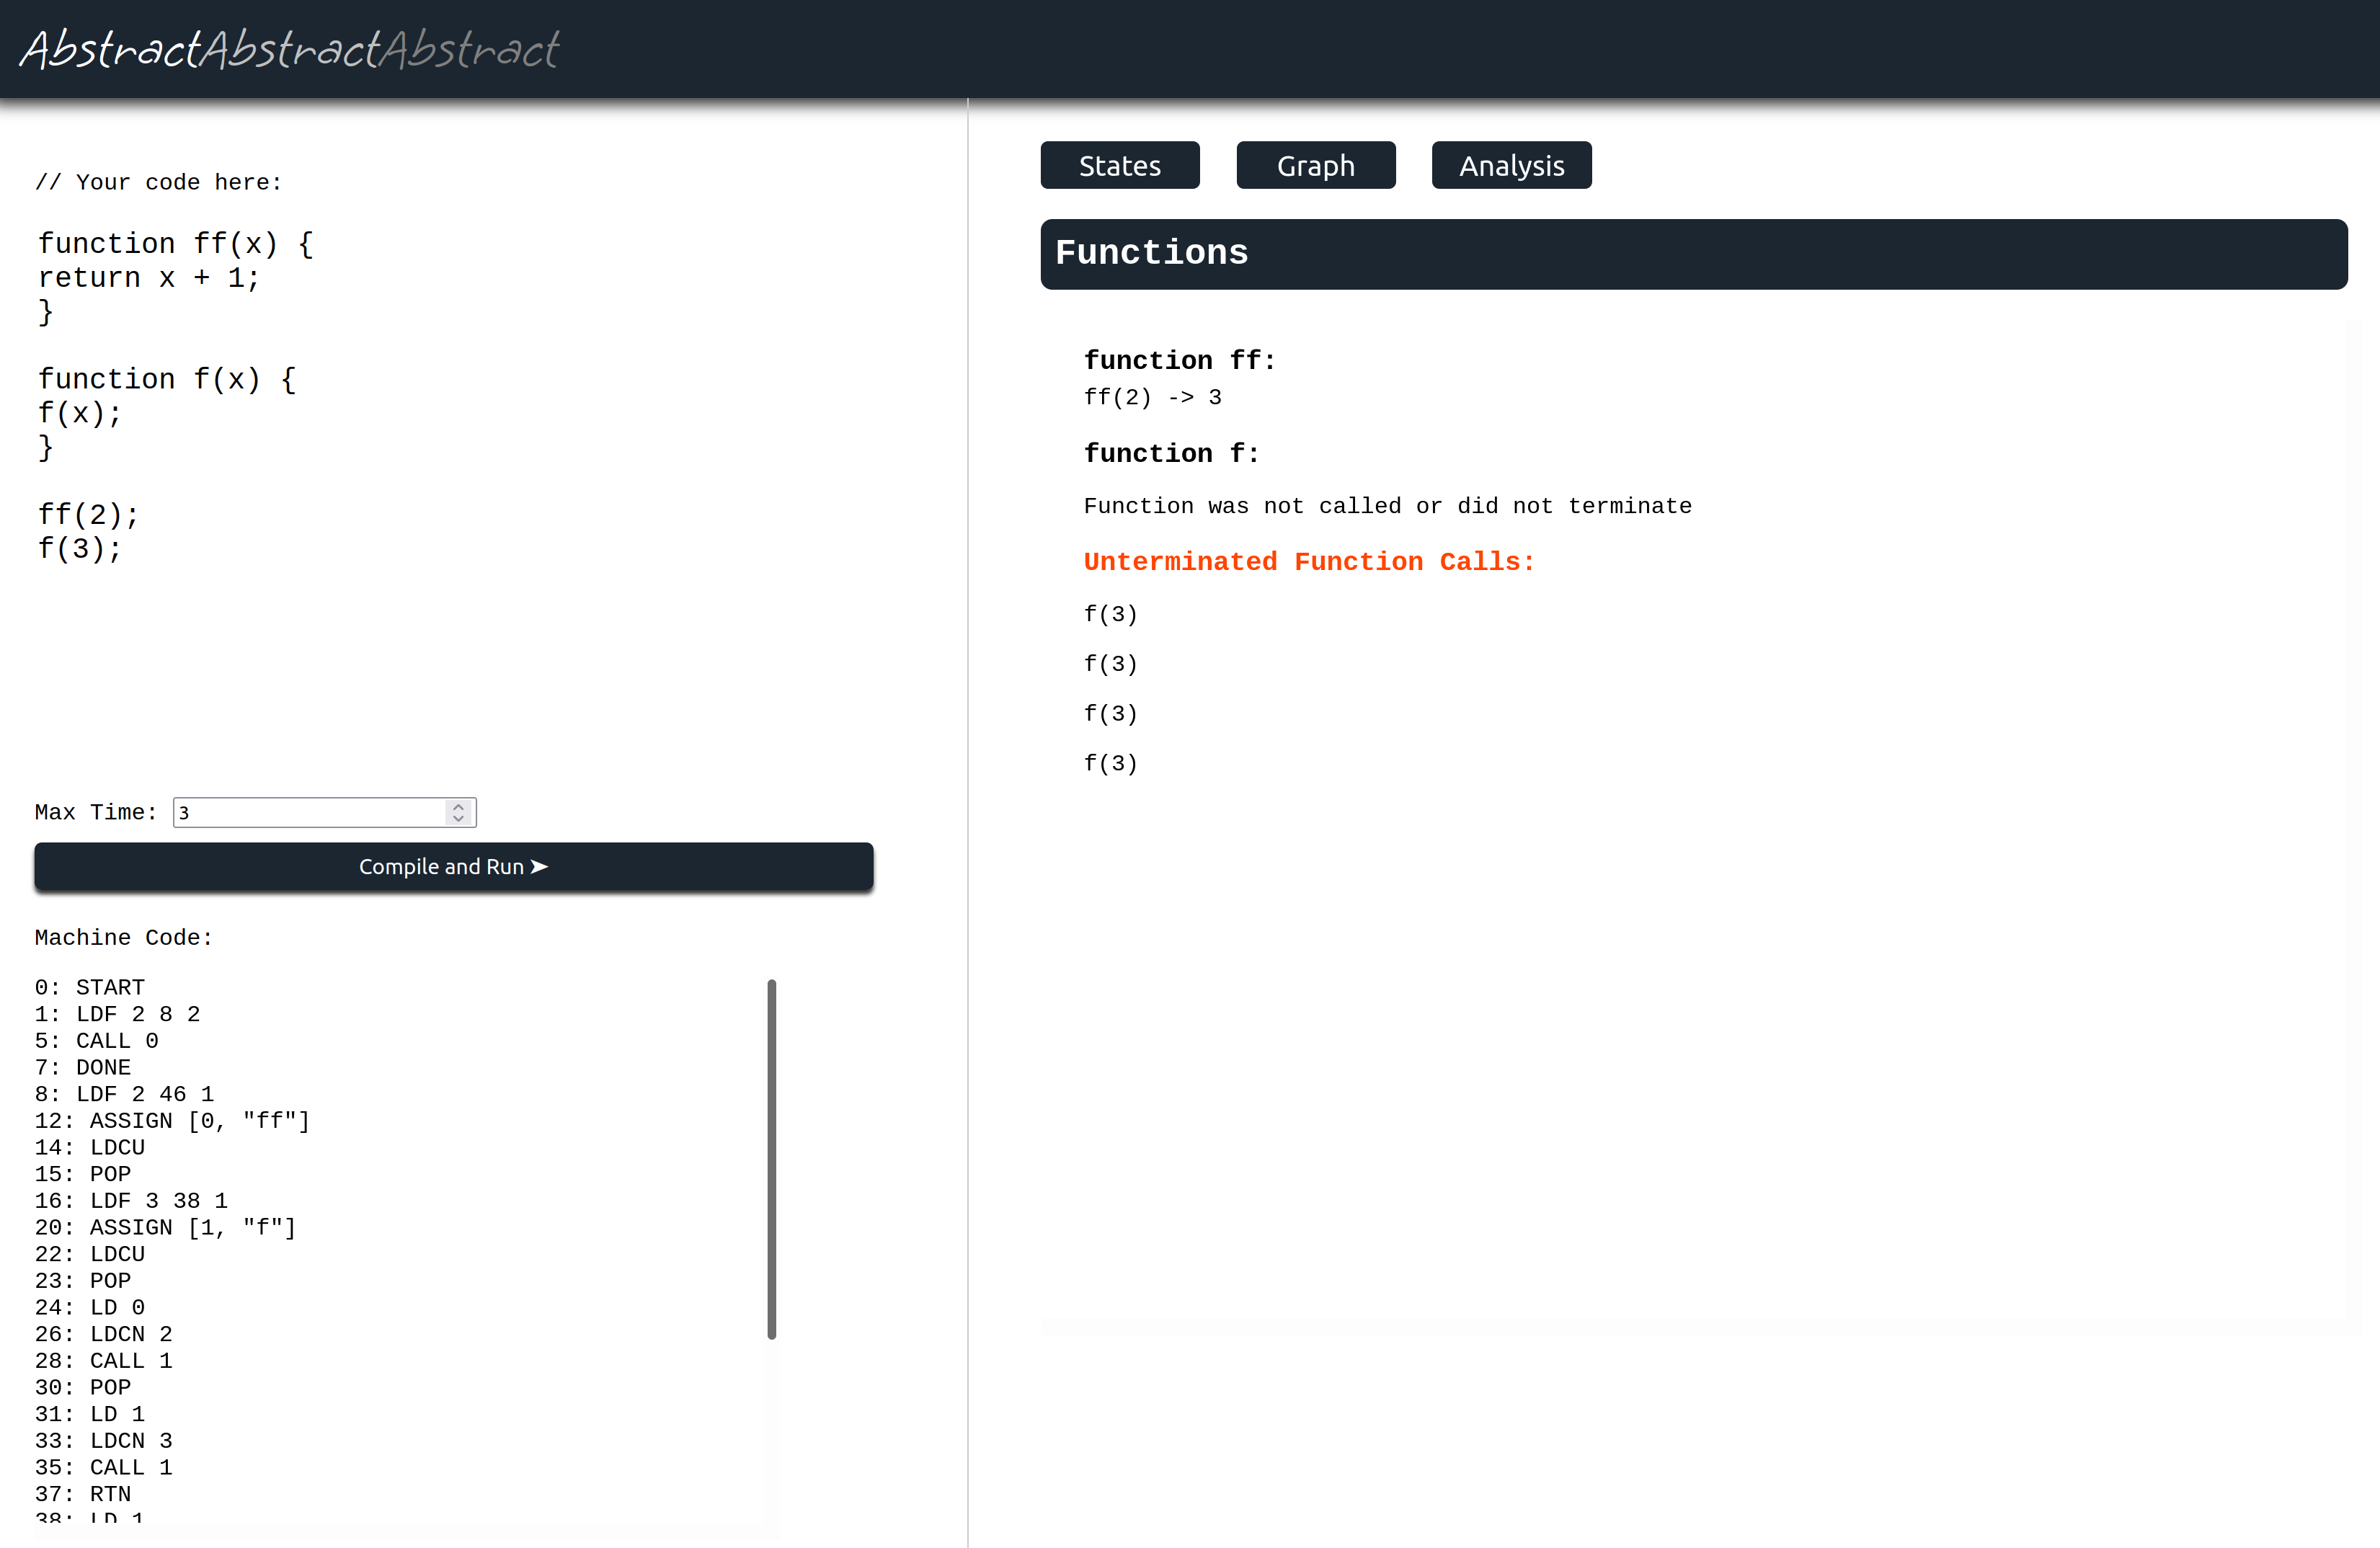 AbstractAbstractAbstract
// Your code here:
function ff(x) {
return x + 1;
}
function f(x) {
f(x);
}
ff(2);
f(3);
Max Time: 3
Compile and Run ➤
Machine Code:
0: START
1: LDF 2 8 2
5: CALL 0
7: DONE
8: LDF 2 46 1
12: ASSIGN [0, "ff"]
14: LDCU
15: POP
16: LDF 3 38 1
20: ASSIGN [1, "f"]
22: LDCU
23: POP
24: LD 0
26: LDCN 2
28: CALL 1
30: POP
31: LD 1
33: LDCN 3
35: CALL 1
37: RTN
38: LD 1
States Graph Analysis
Functions
function ff:
ff(2) -> 3
function f:
Function was not called or did not terminate
Unterminated Function Calls:
f(3)
f(3)
f(3)
f(3)